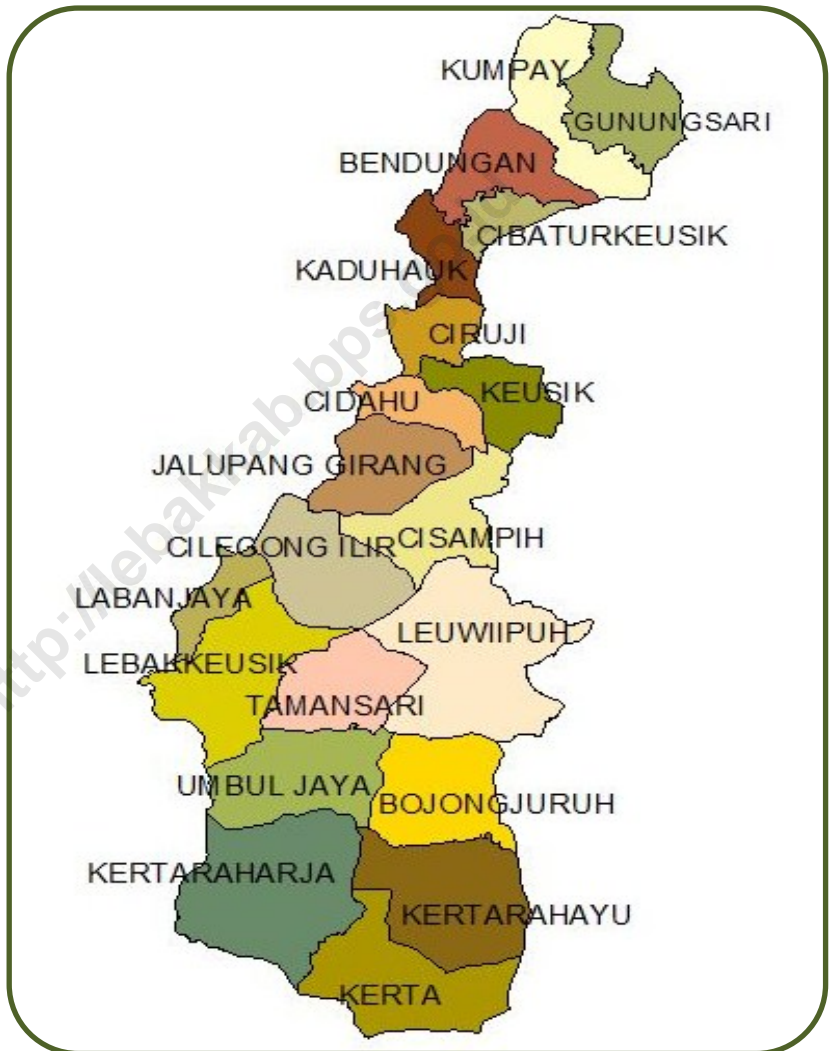 KUMPAY
GUNUNGSARI
BENDUNGAN
CIBATURKEUSIK
KADUHAUK
CIRUJI
KEUSIK
CIDAHU
JALUPANG GIRANG
CISAMPIH
CILEGONG ILIR
LABANJAYA
LEUWIIPUH
LEBAKKEUSIK
TAMANSARI
UMBUL JAYA
BOJONGJURUH
KERTARAHARJA
KERTARAHAYU
KERTA
http://lebakkab.bps.go.id